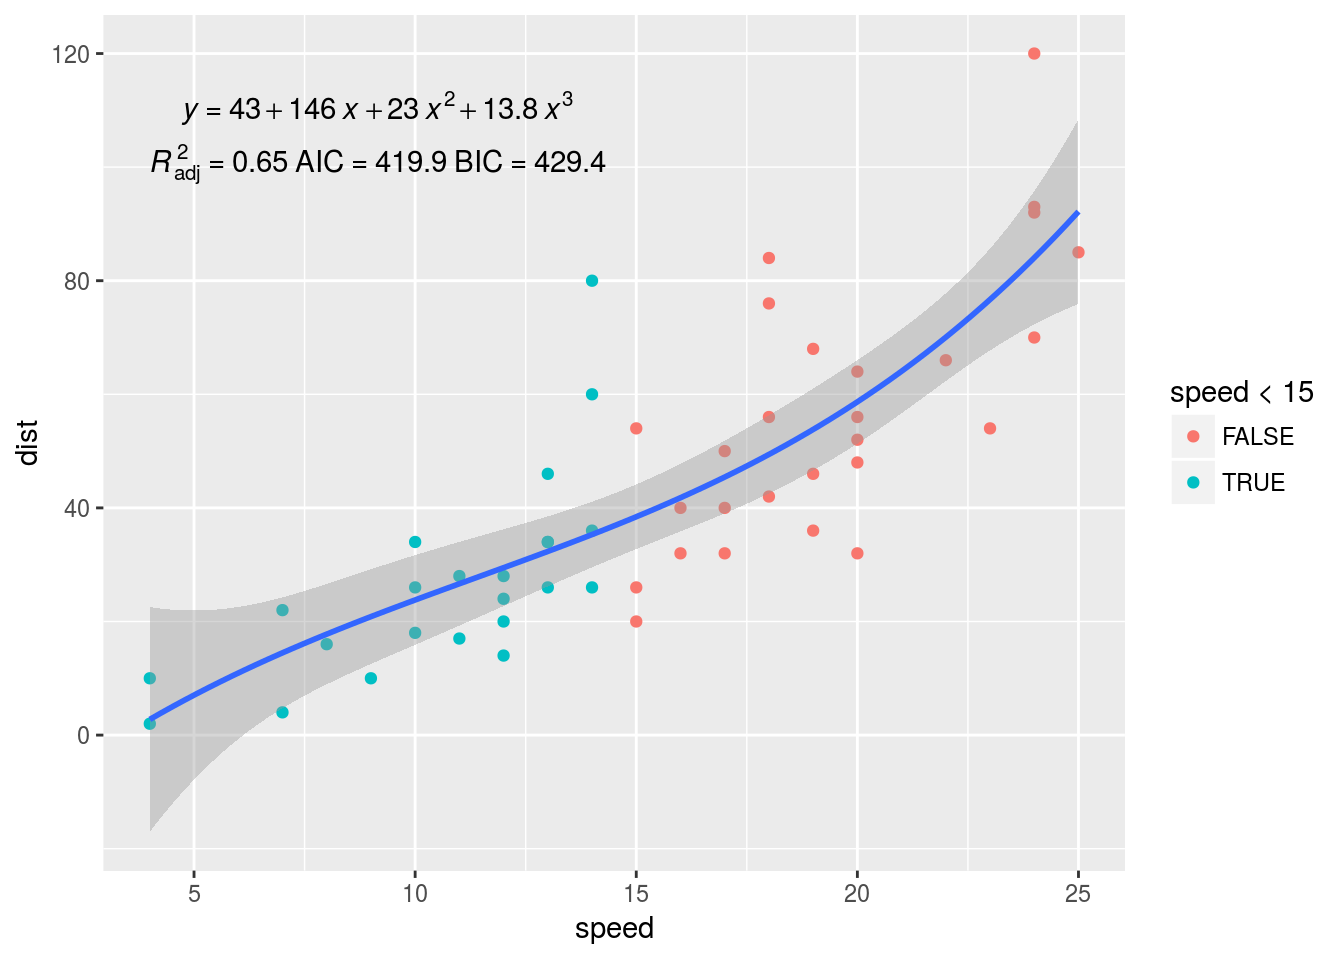 y = 43 + 146 x + 23 x² + 13.8 x³
R²adj = 0.65 AIC = 419.9 BIC = 429.4
120
80
40
0
dist
5 10 15 20 25
speed
speed < 15
FALSE
TRUE